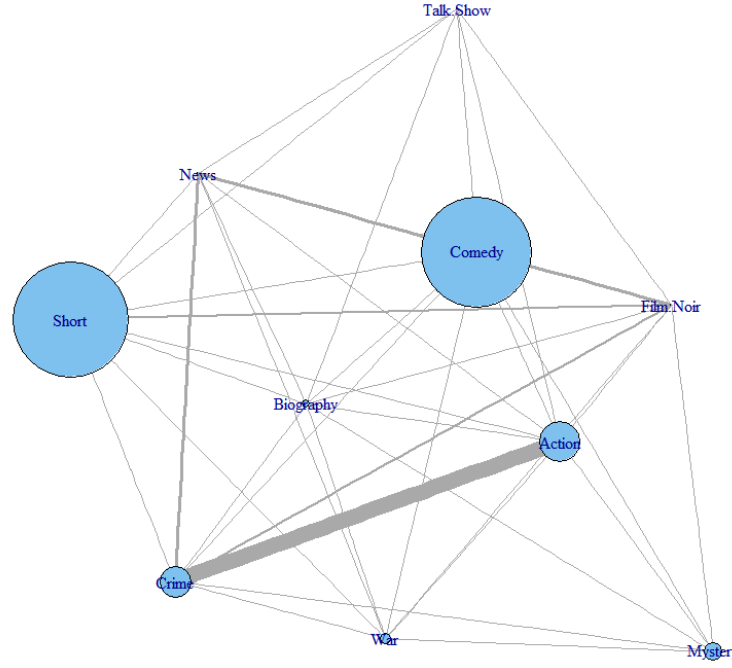 Talk Show
News
Comedy
Film:Noir
Short
Biography
Action
Crime
War
Myster